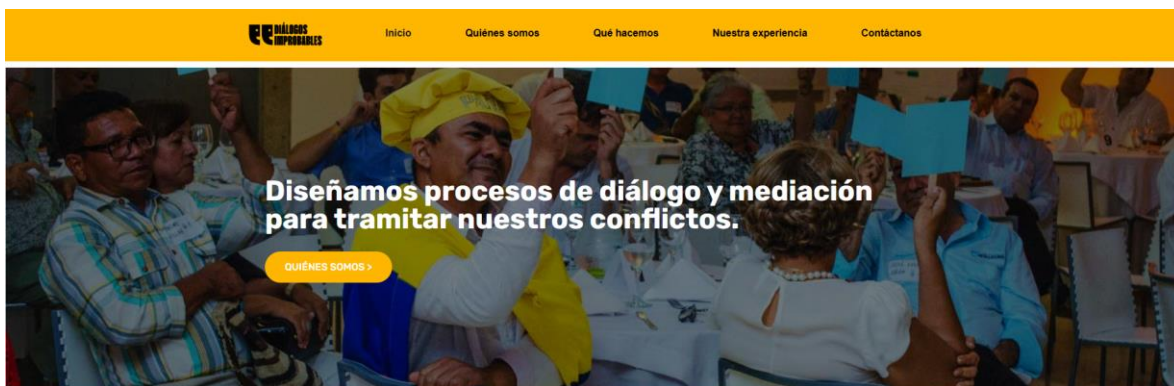 DIÁLOGOS
IMPROBABLES
Inicio
Quiénes somos
Qué hacemos
Nuestra experiencia
Contáctanos
Diseñamos procesos de diálogo y mediación
para tramitar nuestros conflictos.
QUIÉNES SOMOS >